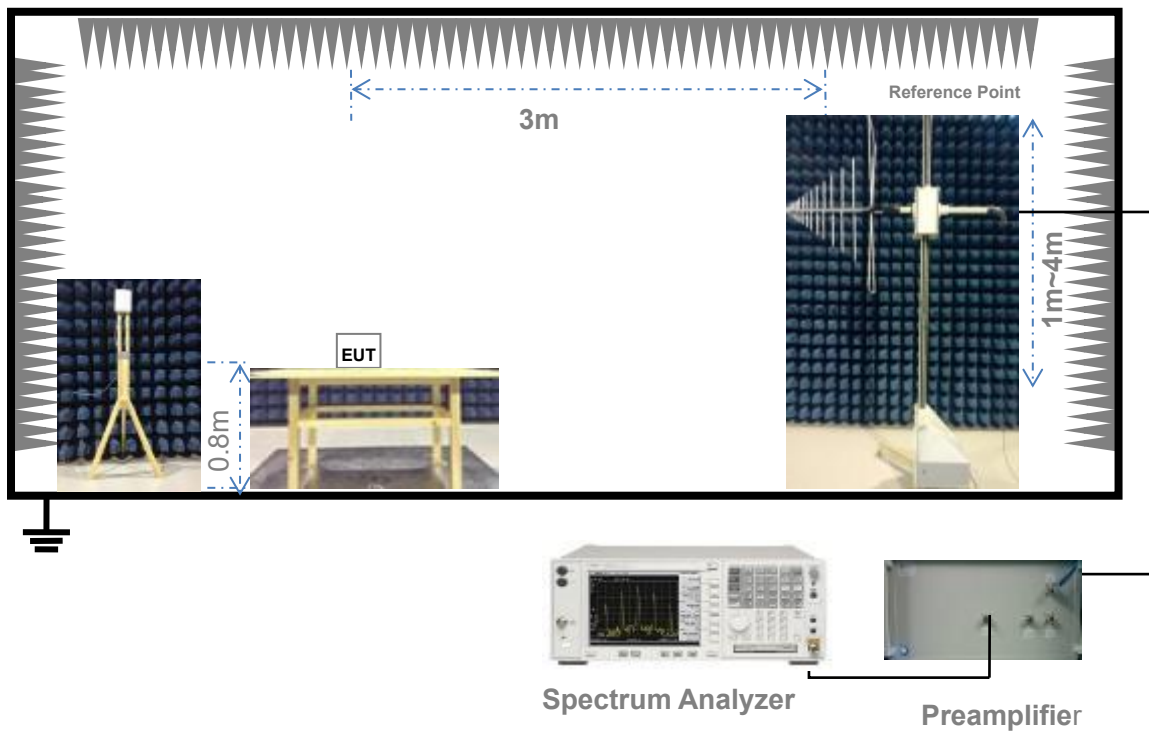 Reference Point
3m
1m~4m
EUT
0.8m
Spectrum Analyzer
Preamplifier